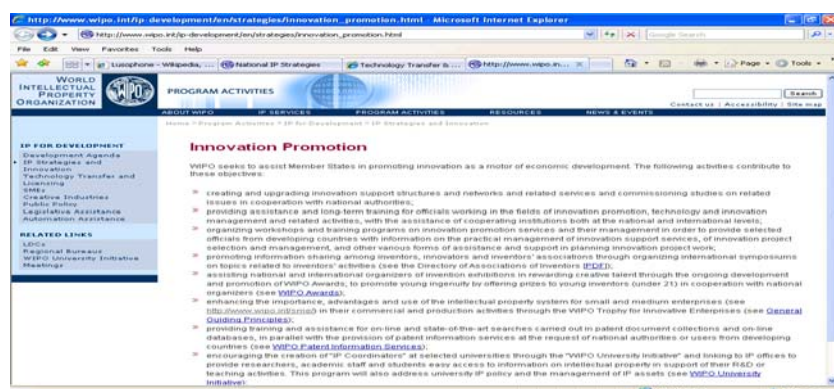 http://www.wipo.int/ip-development/en/strategies/innovation_promotion.html - Microsoft Internet Explorer
http://www.wipo.int/ip-development/en/strategies/innovation_promotion.html
Google Search
File Edit View Favorites Tools Help
Lusophone - Wikipedia, ... National IP Strategies Technology Transfer & ... http://www.wipo.in... Page Tools
WORLD
INTELLECTUAL
PROPERTY
ORGANIZATION
PROGRAM ACTIVITIES
Search
Contact us | Accessibility | Site map
ABOUT WIPO IP SERVICES PROGRAM ACTIVITIES RESOURCES NEWS & EVENTS
Home > Program Activities > IP for Development > IP Strategies and Innovation
IP FOR DEVELOPMENT
Development Agenda
IP Strategies and
Innovation
Technology Transfer and
Licensing
SMEs
Creative Industries
Public Policy
Legislative Assistance
Automation Assistance
RELATED LINKS
LDCs
Regional Bureaus
WIPO University Initiative
Meetings
Innovation Promotion
WIPO seeks to assist Member States in promoting innovation as a motor of economic development. The following activities contribute to
these objectives:
» creating and upgrading innovation support structures and networks and related services and commissioning studies on related
issues in cooperation with national authorities;
» providing assistance and long-term training for officials working in the fields of innovation promotion, technology and innovation
management and related activities, with the assistance of cooperating institutions both at the national and international levels;
» organizing workshops and training programs on innovation promotion services and their management in order to provide selected
officials from developing countries with information on the practical management of innovation support services, of innovation project
selection and management, and other various forms of assistance and support in planning innovation project work;
» promoting information sharing among inventors, innovators and inventors' associations through organizing international symposiums
on topics related to inventors' activities (see the Directory of Associations of Inventors [PDF]);
» assisting national and international organizers of invention exhibitions in rewarding creative talent through the ongoing development
and promotion of WIPO Awards, to promote young ingenuity by offering prizes to young inventors (under 21) in cooperation with national
organizers (see WIPO Awards);
» enhancing the importance, advantages and use of the intellectual property system for small and medium enterprises (see
http://www.wipo.int/sme/) in their commercial and production activities through the WIPO Trophy for Innovative Enterprises (see General
Guiding Principles);
» providing training and assistance for on-line and state-of-the-art searches carried out in patent document collections and on-line
databases, in parallel with the provision of patent information services at the request of national authorities or users from developing
countries (see WIPO Patent Information Services);
» encouraging the creation of "IP Coordinators" at selected universities through the "WIPO University Initiative" and linking to IP offices to
provide researchers, academic staff and students easy access to information on intellectual property in support of their R&D or
teaching activities. This program will also address university IP policy and the management of IP assets (see WIPO University
Initiative);